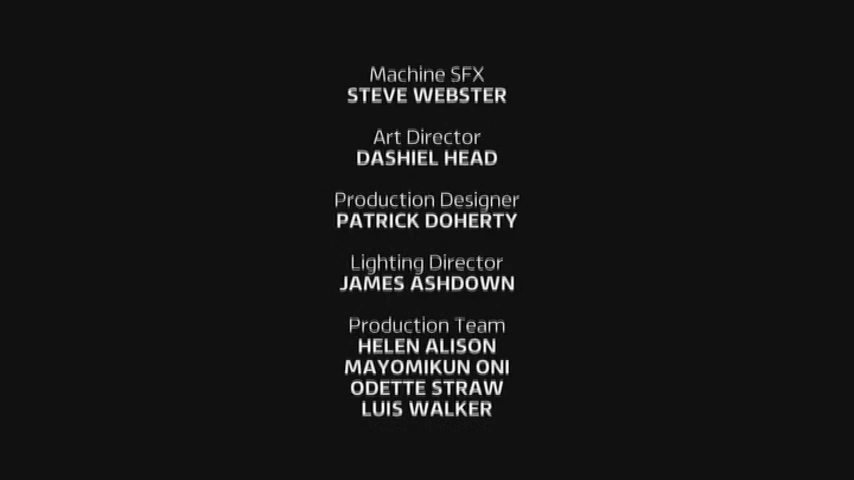 Machine SFX
STEVE WEBSTER
Art Director
DASHIEL HEAD
Production Designer
PATRICK DOHERTY
Lighting Director
JAMES ASHDOWN
Production Team
HELEN ALISON
MAYOMIKUN ONI
ODETTE STRAW
LUIS WALKER